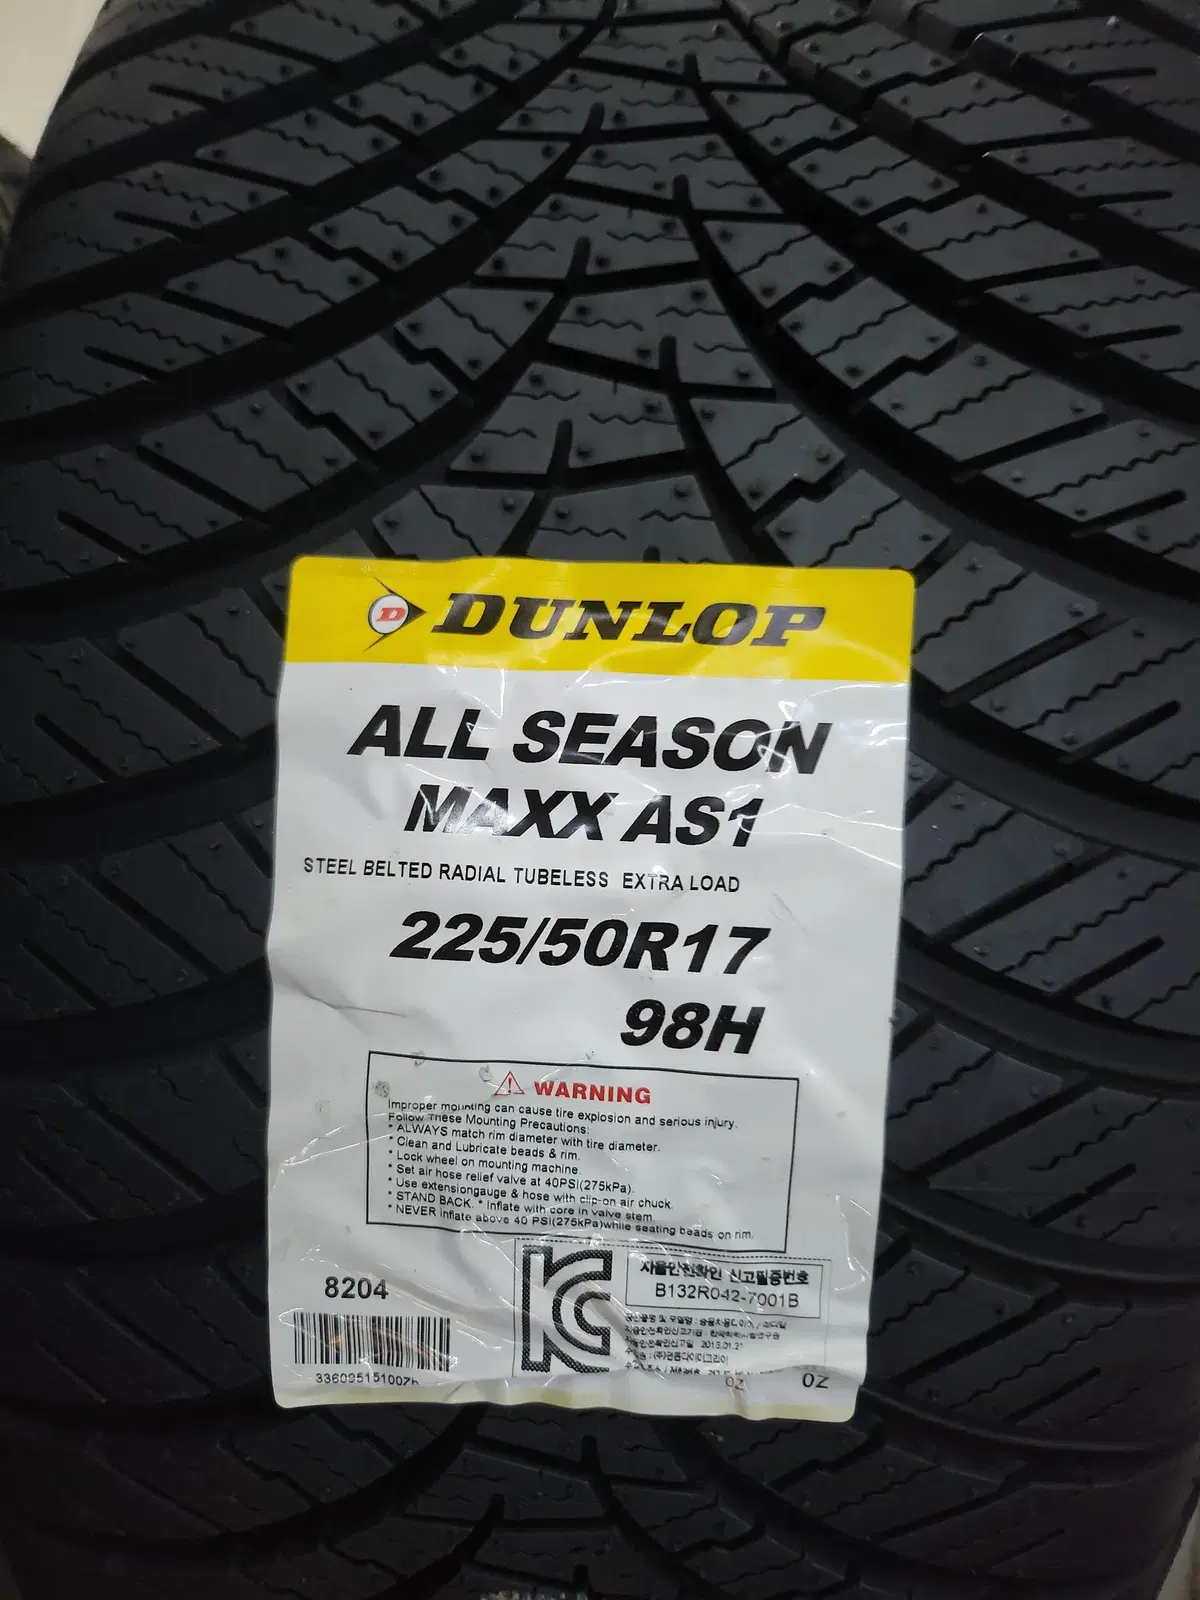 D DUNLOP
ALL SEASON
MAXX AS1
STEEL BELTED RADIAL TUBELESS EXTRA LOAD
225/50R17
98H
WARNING
Improper mounting can cause tire explosion and serious injury.
Follow These Mounting Precautions:
* ALWAYS match rim diameter with tire diameter.
* Clean and Lubricate beads & rim.
* Lock wheel on mounting machine.
* Set air hose relief valve at 40PSI(275kPa).
* Use extensiongauge & hose with clip-on air chuck.
* STAND BACK. * Inflate with core in valve stem
* NEVER inflate above 40 PSI(275kPa)while seating beads on rim.
8204
자율안전확인 신고필증번호
B132R042-7001B
2013.01.21
0Z 0Z